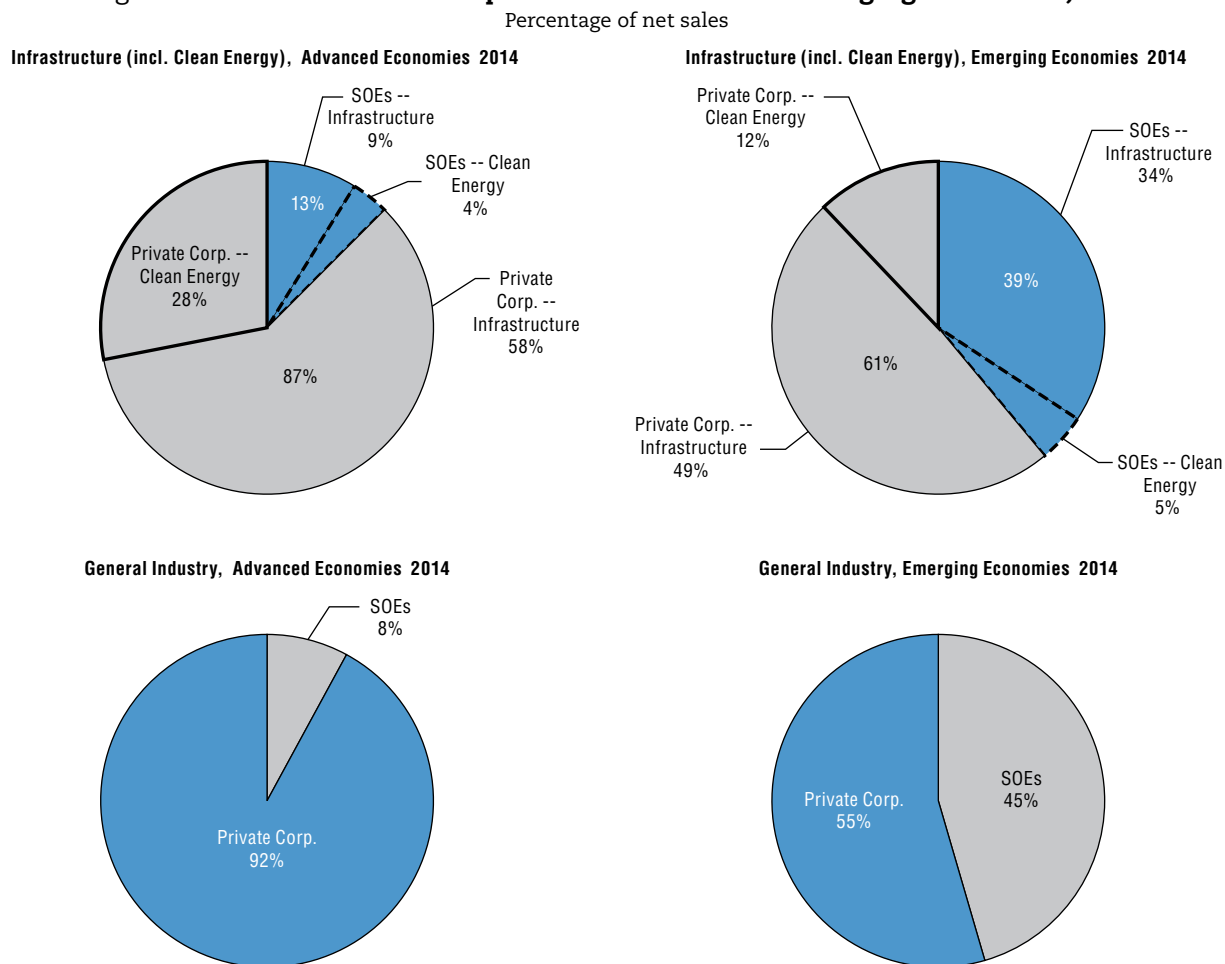 Percentage of net sales
Infrastructure (incl. Clean Energy), Advanced Economies 2014
SOEs --
Infrastructure
9%
SOEs -- Clean
Energy
4%
13%
Private Corp. --
Clean Energy
28%
Private
Corp. --
Infrastructure
58%
87%
Infrastructure (incl. Clean Energy), Emerging Economies 2014
Private Corp. --
Clean Energy
12%
SOEs --
Infrastructure
34%
39%
61%
Private Corp. --
Infrastructure
49%
SOEs -- Clean
Energy
5%
General Industry, Advanced Economies 2014
SOEs
8%
Private Corp.
92%
General Industry, Emerging Economies 2014
Private Corp.
55%
SOEs
45%